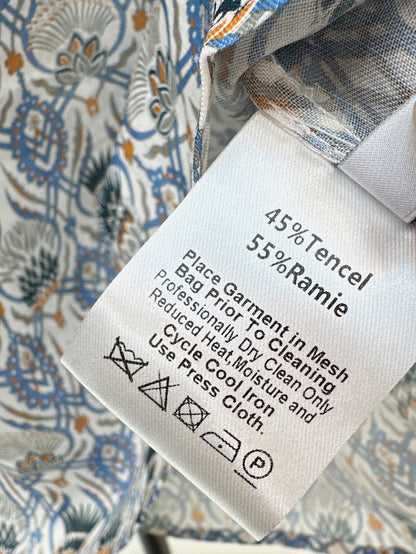 45%Tencel
55%Ramie
Place Garment in Mesh
Bag Prior To Cleaning
Professionally Dry Clean Only
Reduced Heat,Moisture and
Cycle Cool Iron
Use Press Cloth.
P